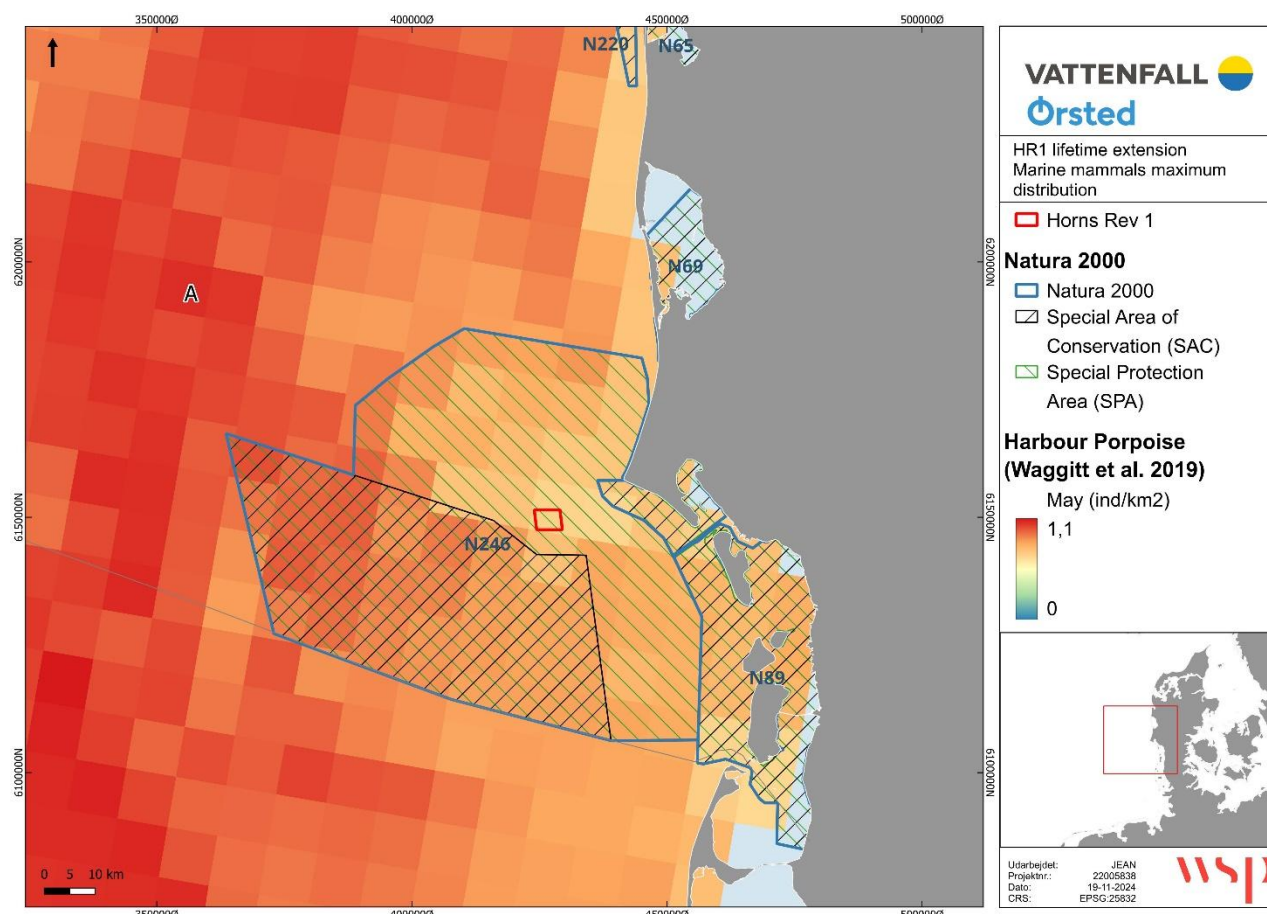 350000Ø 400000Ø 450000Ø 500000Ø
N220 N65
A
N69
N246
N89
6200000N
6150000N
6100000N
6200000N
6150000N
6100000N
0 5 10 km
350000Ø 400000Ø 450000Ø 500000Ø
VATTENFALL
Ørsted
HR1 lifetime extension
Marine mammals maximum
distribution
Horns Rev 1
Natura 2000
Natura 2000
Special Area of
Conservation (SAC)
Special Protection
Area (SPA)
Harbour Porpoise
(Waggitt et al. 2019)
May (ind/km2)
1,1
0
Udarbejdet: JEAN
Projektnr.: 22005838
Dato: 19-11-2024
CRS: EPSG:25832
wsp